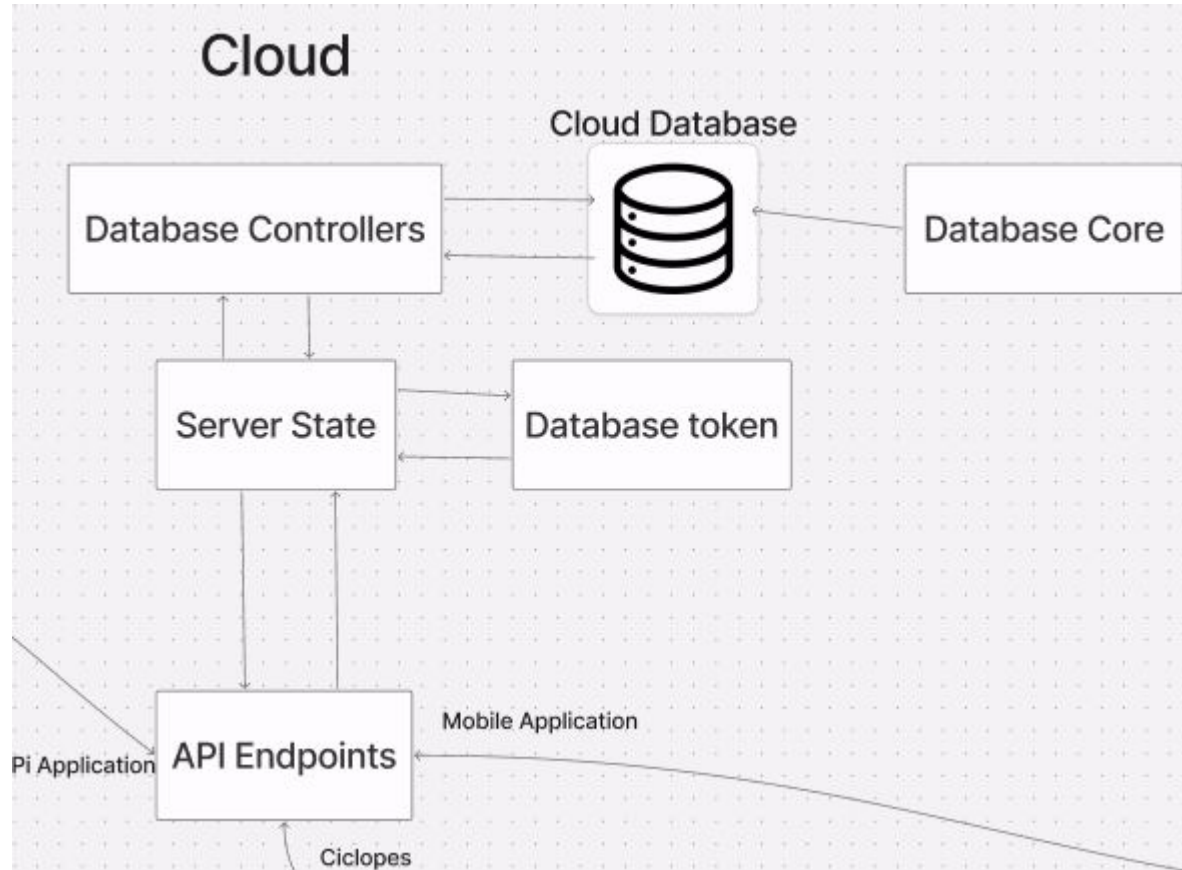 Cloud
Cloud Database
Database Controllers
Database Core
Server State
Database token
Mobile Application
Pi Application
API Endpoints
Ciclopes